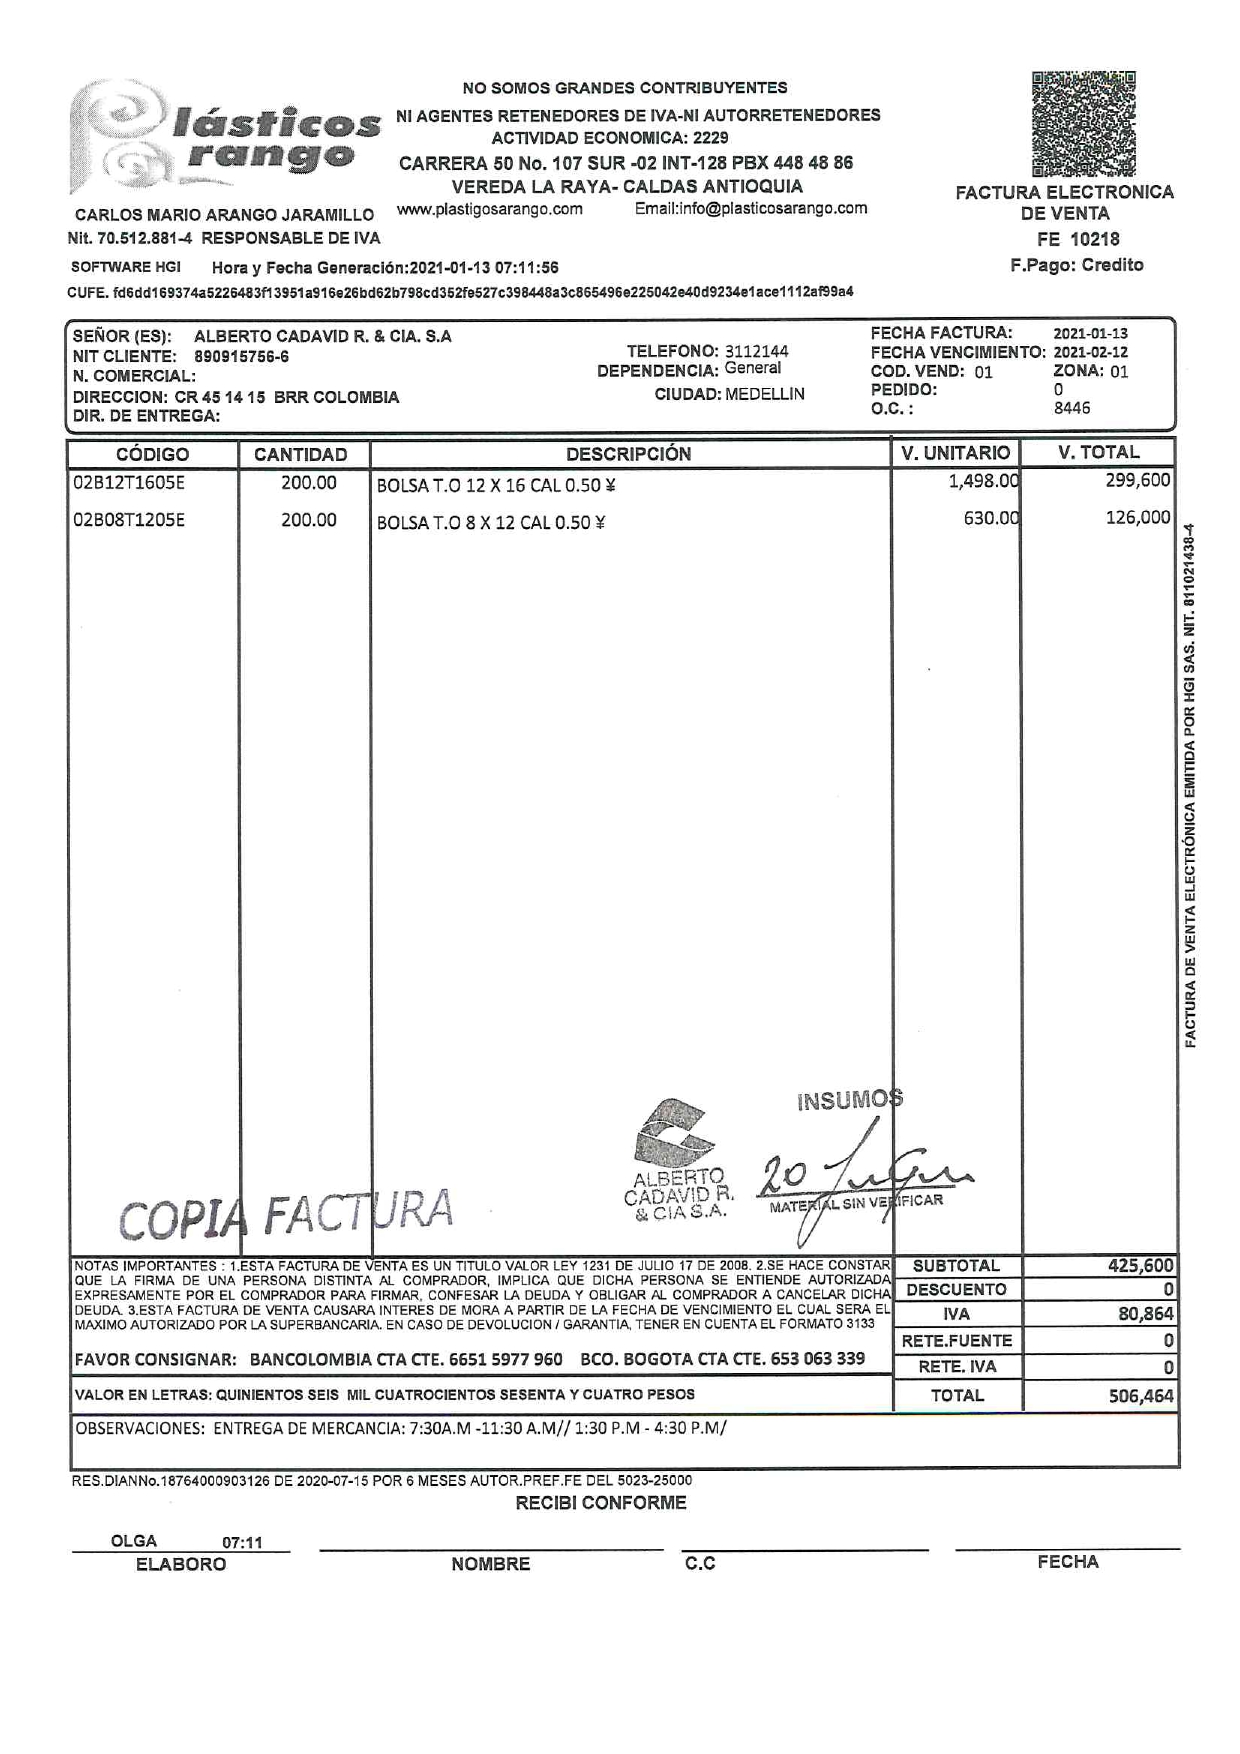 Plásticos
rango
NO SOMOS GRANDES CONTRIBUYENTES
NI AGENTES RETENEDORES DE IVA-NI AUTORRETENEDORES
ACTIVIDAD ECONOMICA: 2229
CARRERA 50 No. 107 SUR -02 INT-128 PBX 448 48 86
VEREDA LA RAYA- CALDAS ANTIOQUIA
www.plastigosarango.com Email:info@plasticosarango.com
CARLOS MARIO ARANGO JARAMILLO
Nit. 70.512.881-4 RESPONSABLE DE IVA
FACTURA ELECTRONICA
DE VENTA
FE 10218
F.Pago: Credito
SOFTWARE HGI Hora y Fecha Generación:2021-01-13 07:11:56
CUFE. fd6dd169374a5226483f13951a916e26bd62b798cd352fe527c398448a3c865496e225042e40d9234e1ace1112af99a4
SEÑOR (ES): ALBERTO CADAVID R. & CIA. S.A
NIT CLIENTE: 890915756-6
N. COMERCIAL:
DIRECCION: CR 45 14 15 BRR COLOMBIA
DIR. DE ENTREGA:
TELEFONO: 3112144
DEPENDENCIA: General
CIUDAD: MEDELLIN
FECHA FACTURA: 2021-01-13
FECHA VENCIMIENTO: 2021-02-12
COD. VEND: 01 ZONA: 01
PEDIDO: 0
O.C. : 8446
CÓDIGO CANTIDAD DESCRIPCIÓN V. UNITARIO V. TOTAL
02B12T1605E 200.00 BOLSA T.O 12 X 16 CAL 0.50 ¥ 1,498.00 299,600
02B08T1205E 200.00 BOLSA T.O 8 X 12 CAL 0.50 ¥ 630.00 126,000
FACTURA DE VENTA ELECTRÓNICA EMITIDA POR HGI SAS. NIT. 811021438-4
INSUMOS
ALBERTO
CADAVID R.
& CIA S.A.
20
MATERIAL SIN VERIFICAR
COPIA FACTURA
NOTAS IMPORTANTES : 1.ESTA FACTURA DE VENTA ES UN TITULO VALOR LEY 1231 DE JULIO 17 DE 2008. 2.SE HACE CONSTAR
QUE LA FIRMA DE UNA PERSONA DISTINTA AL COMPRADOR, IMPLICA QUE DICHA PERSONA SE ENTIENDE AUTORIZADA
EXPRESAMENTE POR EL COMPRADOR PARA FIRMAR, CONFESAR LA DEUDA Y OBLIGAR AL COMPRADOR A CANCELAR DICHA
DEUDA. 3.ESTA FACTURA DE VENTA CAUSARA INTERES DE MORA A PARTIR DE LA FECHA DE VENCIMIENTO EL CUAL SERA EL
MAXIMO AUTORIZADO POR LA SUPERBANCARIA. EN CASO DE DEVOLUCION / GARANTIA, TENER EN CUENTA EL FORMATO 3133
FAVOR CONSIGNAR: BANCOLOMBIA CTA CTE. 6651 5977 960 BCO. BOGOTA CTA CTE. 653 063 339
VALOR EN LETRAS: QUINIENTOS SEIS MIL CUATROCIENTOS SESENTA Y CUATRO PESOS
SUBTOTAL 425,600
DESCUENTO 0
IVA 80,864
RETE.FUENTE 0
RETE. IVA 0
TOTAL 506,464
OBSERVACIONES: ENTREGA DE MERCANCIA: 7:30A.M -11:30 A.M// 1:30 P.M - 4:30 P.M/
RES.DIANNo.18764000903126 DE 2020-07-15 POR 6 MESES AUTOR.PREF.FE DEL 5023-25000
RECIBI CONFORME
OLGA 07:11
ELABORO NOMBRE C.C FECHA